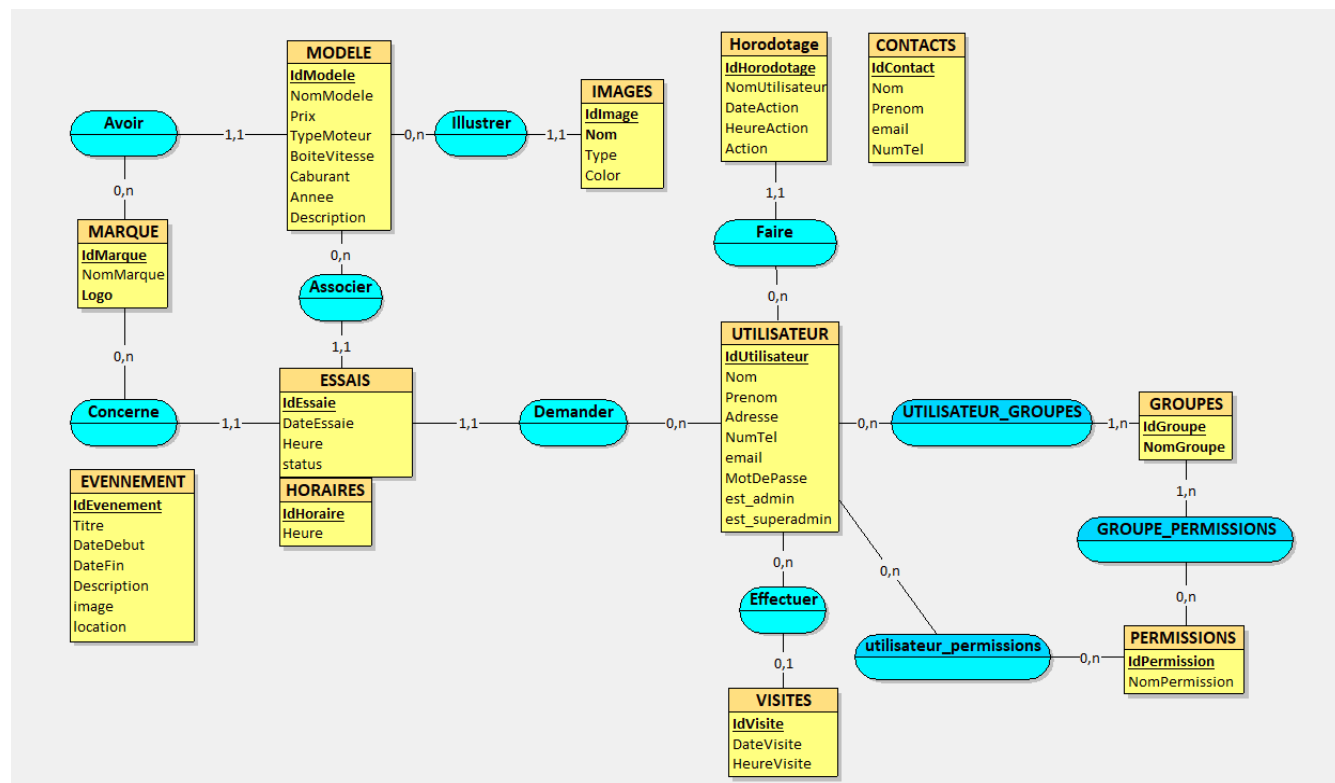 MODELE
IdModele
NomModele
Prix
TypeMoteur
BoiteVitesse
Caburant
Annee
Description
Horodotage
IdHorodotage
NomUtilisateur
DateAction
HeureAction
Action
CONTACTS
IdContact
Nom
Prenom
email
NumTel
IMAGES
IdImage
Nom
Type
Color
Avoir
1,1
0,n
Illustrer
1,1
0,n
1,1
MARQUE
IdMarque
NomMarque
Logo
Faire
0,n
Associer
0,n
1,1
0,n
ESSAIS
IdEssaie
DateEssaie
Heure
status
UTILISATEUR
IdUtilisateur
Nom
Prenom
Adresse
NumTel
email
MotDePasse
est_admin
est_superadmin
Concerne
1,1
1,1
Demander
0,n
0,n
UTILISATEUR_GROUPES
1,n
GROUPES
IdGroupe
NomGroupe
EVENNEMENT
IdEvenement
Titre
DateDebut
DateFin
Description
image
location
HORAIRES
IdHoraire
Heure
1,n
GROUPE_PERMISSIONS
0,n
0,n
0,n
Effectuer
0,1
utilisateur_permissions
0,n
PERMISSIONS
IdPermission
NomPermission
VISITES
IdVisite
DateVisite
HeureVisite